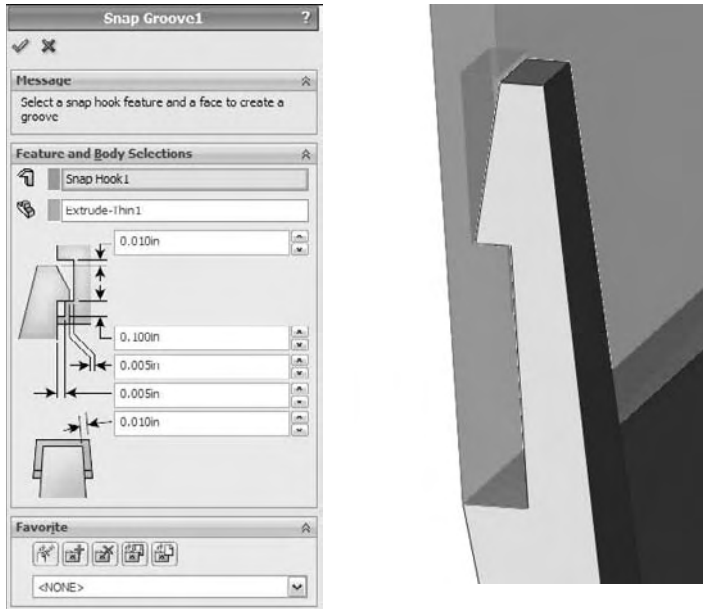 Snap Groove1 ?
Message
Select a snap hook feature and a face to create a
groove
Feature and Body Selections
Snap Hook1
Extrude-Thin1
0.010in
0.100in
0.005in
0.005in
0.010in
Favorite
<NONE>